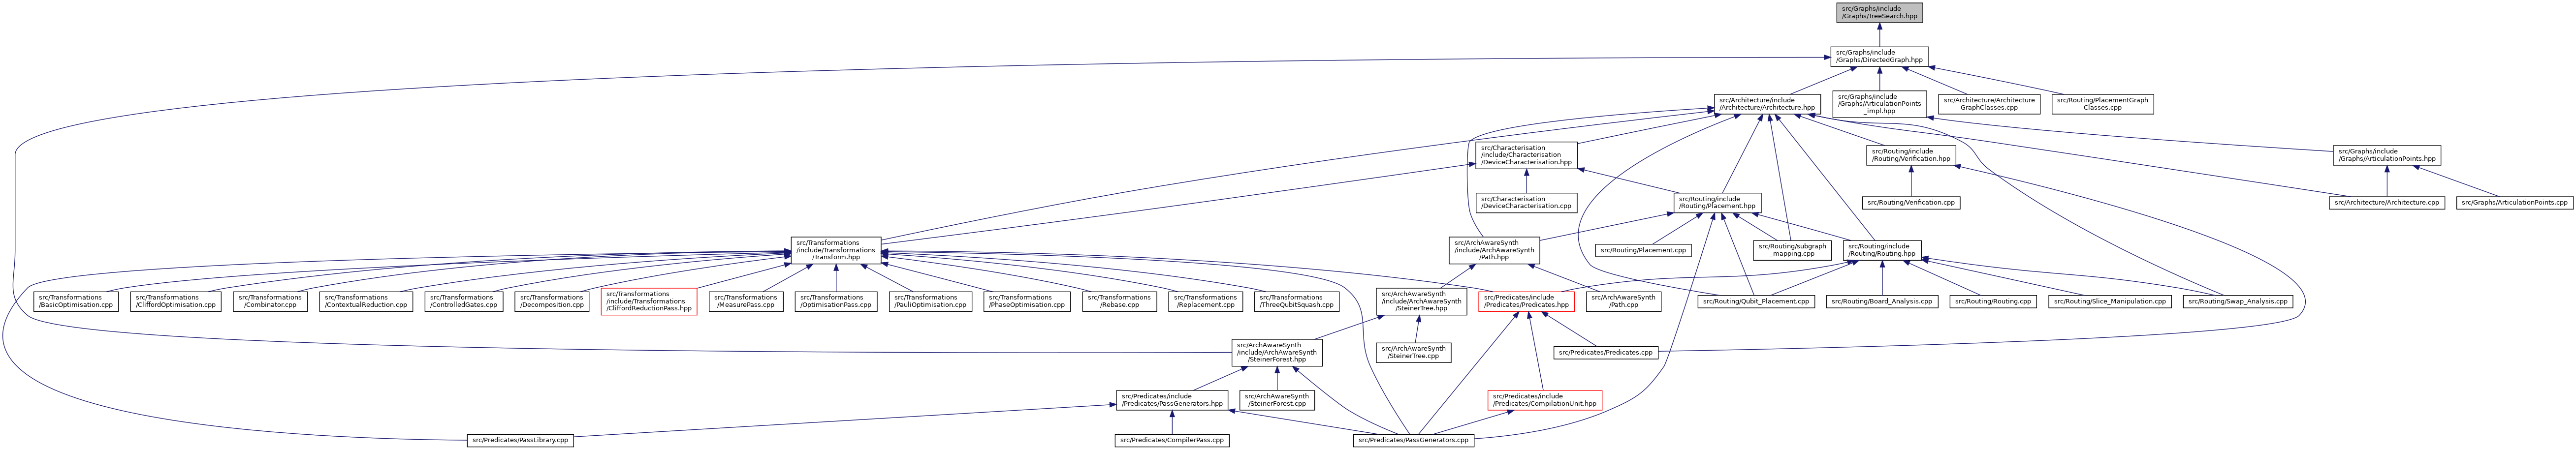 src/Graphs/include
/Graphs/TreeSearch.hpp
src/Graphs/include
/Graphs/DirectedGraph.hpp
src/Architecture/include
/Architecture/Architecture.hpp
src/Graphs/include
/Graphs/ArticulationPoints
_impl.hpp
src/Architecture/Architecture
GraphClasses.cpp
src/Routing/PlacementGraph
Classes.cpp
src/Characterisation
/include/Characterisation
/DeviceCharacterisation.hpp
src/Routing/include
/Routing/Verification.hpp
src/Graphs/include
/Graphs/ArticulationPoints.hpp
src/Characterisation
/DeviceCharacterisation.cpp
src/Routing/include
/Routing/Placement.hpp
src/Routing/Verification.cpp
src/Architecture/Architecture.cpp
src/Graphs/ArticulationPoints.cpp
src/Transformations
/include/Transformations
/Transform.hpp
src/ArchAwareSynth
/include/ArchAwareSynth
/Path.hpp
src/Routing/Placement.cpp
src/Routing/subgraph
_mapping.cpp
src/Routing/include
/Routing/Routing.hpp
src/Transformations
/BasicOptimisation.cpp
src/Transformations
/CliffordOptimisation.cpp
src/Transformations
/Combinator.cpp
src/Transformations
/ContextualReduction.cpp
src/Transformations
/ControlledGates.cpp
src/Transformations
/Decomposition.cpp
src/Transformations
/include/Transformations
/CliffordReductionPass.hpp
src/Transformations
/MeasurePass.cpp
src/Transformations
/OptimisationPass.cpp
src/Transformations
/PauliOptimisation.cpp
src/Transformations
/PhaseOptimisation.cpp
src/Transformations
/Rebase.cpp
src/Transformations
/Replacement.cpp
src/Transformations
/ThreeQubitSquash.cpp
src/ArchAwareSynth
/include/ArchAwareSynth
/SteinerTree.hpp
src/Predicates/include
/Predicates/Predicates.hpp
src/ArchAwareSynth
/Path.cpp
src/Routing/Qubit_Placement.cpp
src/Routing/Board_Analysis.cpp
src/Routing/Routing.cpp
src/Routing/Slice_Manipulation.cpp
src/Routing/Swap_Analysis.cpp
src/ArchAwareSynth
/include/ArchAwareSynth
/SteinerForest.hpp
src/ArchAwareSynth
/SteinerTree.cpp
src/Predicates/Predicates.cpp
src/Predicates/include
/Predicates/PassGenerators.hpp
src/ArchAwareSynth
/SteinerForest.cpp
src/Predicates/include
/Predicates/CompilationUnit.hpp
src/Predicates/PassLibrary.cpp
src/Predicates/CompilerPass.cpp
src/Predicates/PassGenerators.cpp